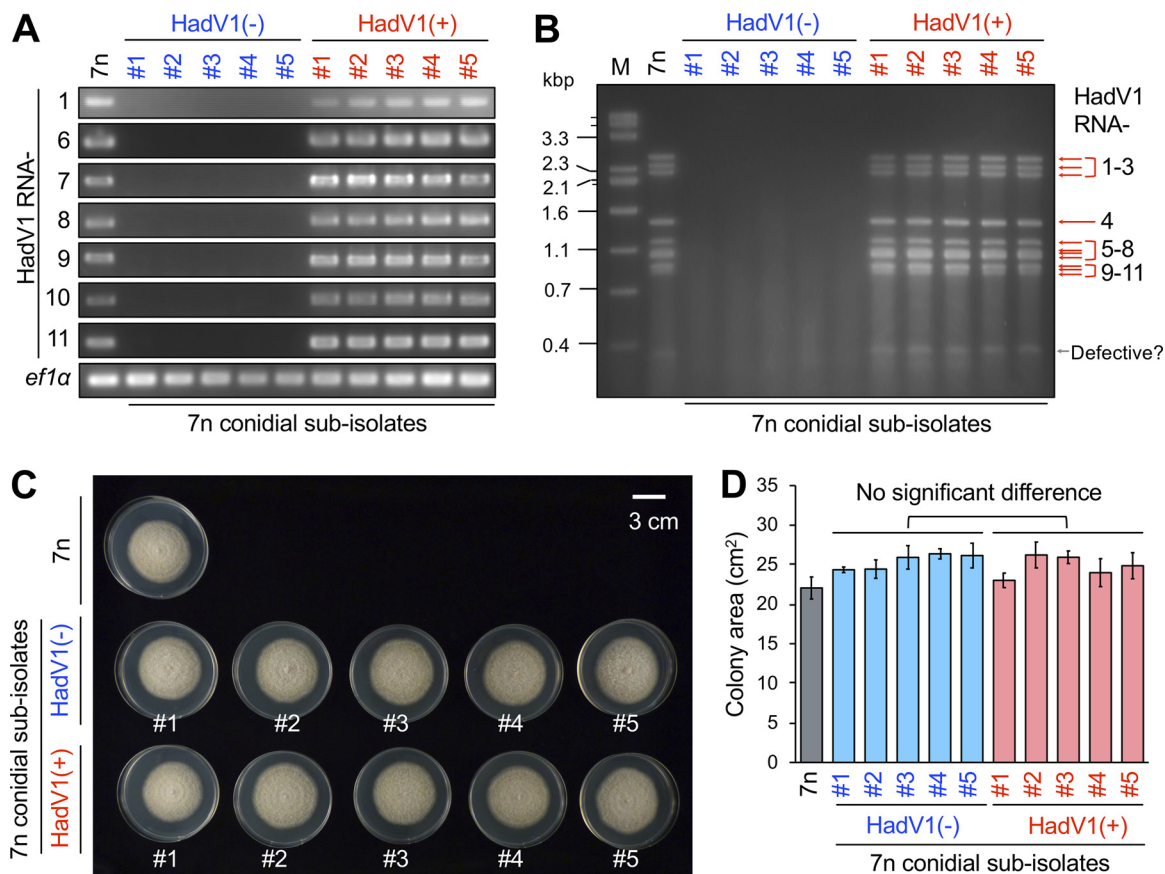 A
HadV1(-)
HadV1(+)
7n
#1
#2
#3
#4
#5
#1
#2
#3
#4
#5
HadV1 RNA-
1
6
7
8
9
10
11
ef1α
7n conidial sub-isolates
B
HadV1(-)
HadV1(+)
kbp
M
7n
#1
#2
#3
#4
#5
#1
#2
#3
#4
#5
HadV1
RNA-
3.3
2.3
2.1
1.6
1.1
0.7
0.4
1-3
4
5-8
9-11
Defective?
7n conidial sub-isolates
C
3 cm
7n
7n conidial sub-isolates
HadV1(-)
#1
#2
#3
#4
#5
HadV1(+)
#1
#2
#3
#4
#5
D
No significant difference
Colony area (cm²)
35
30
25
20
15
10
5
0
7n
#1
#2
#3
#4
#5
#1
#2
#3
#4
#5
HadV1(-)
HadV1(+)
7n conidial sub-isolates